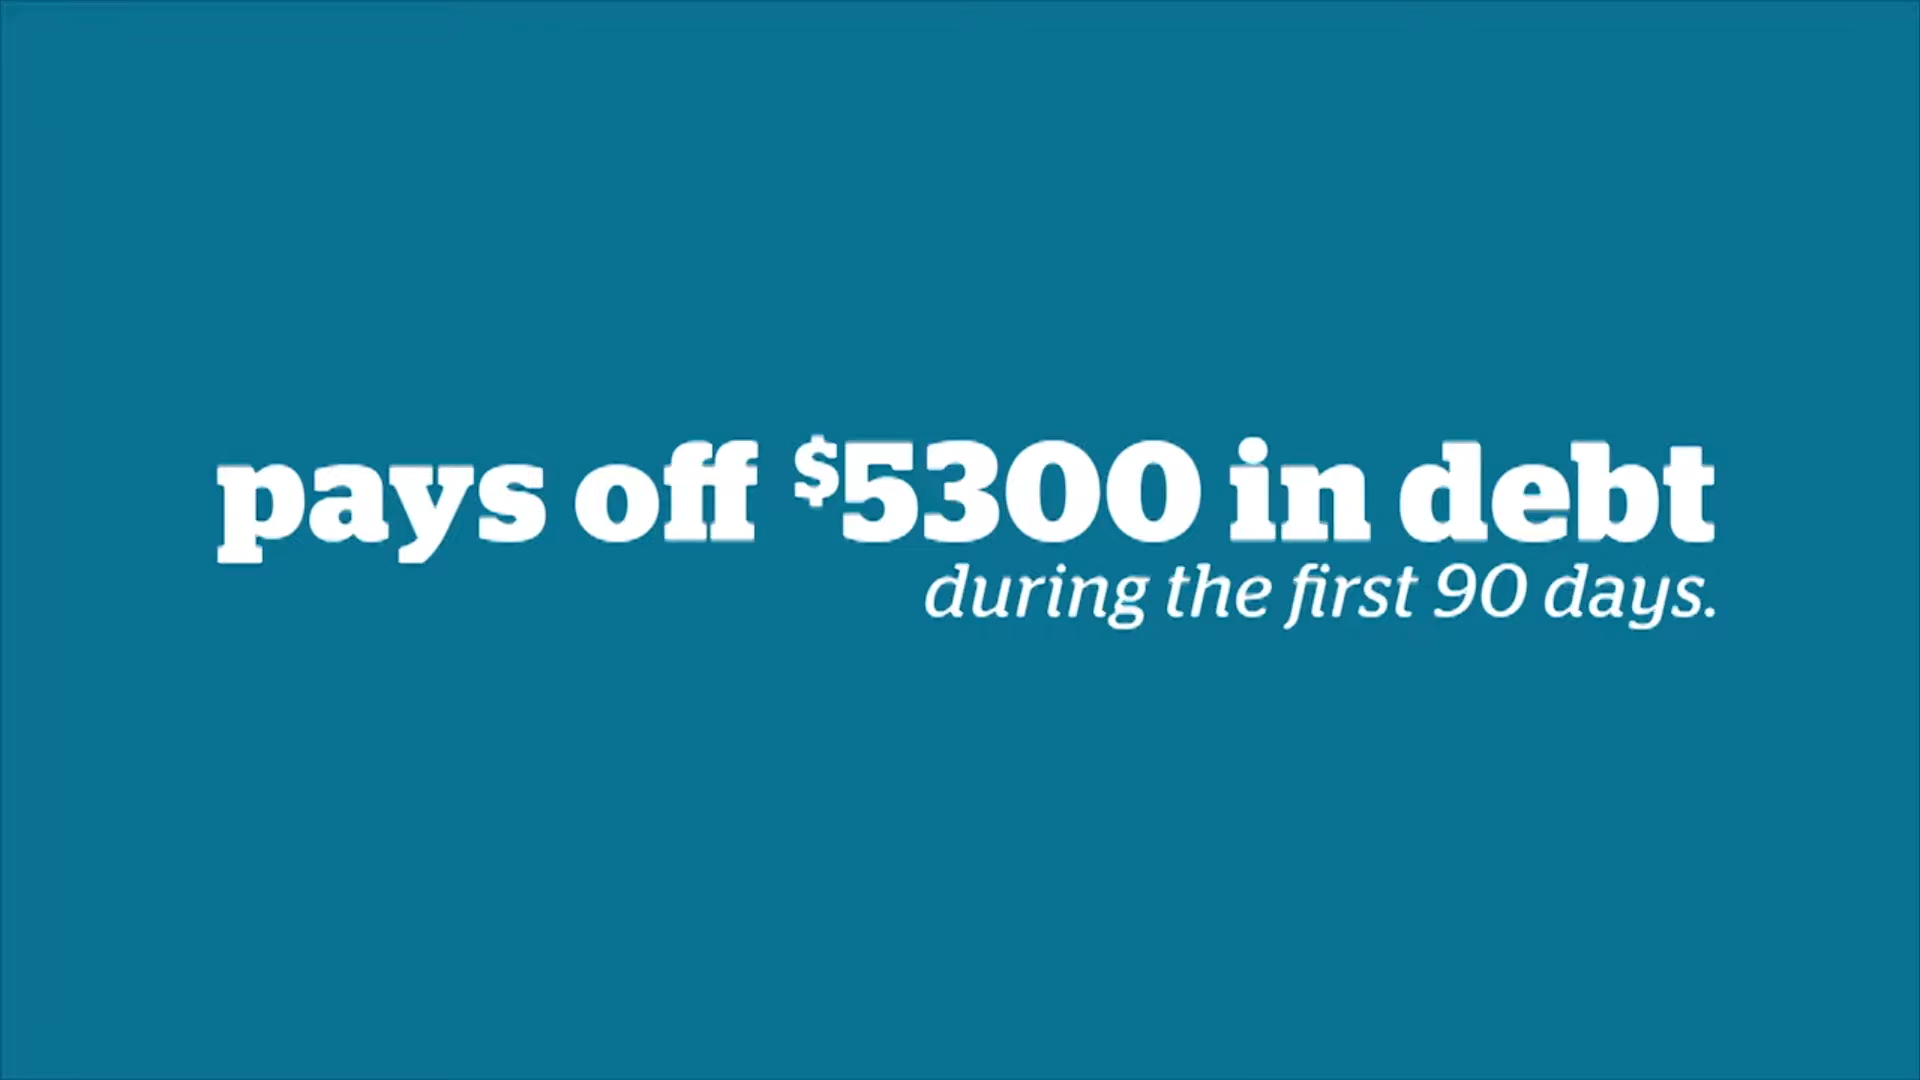 pays off $5300 in debt
during the first 90 days.